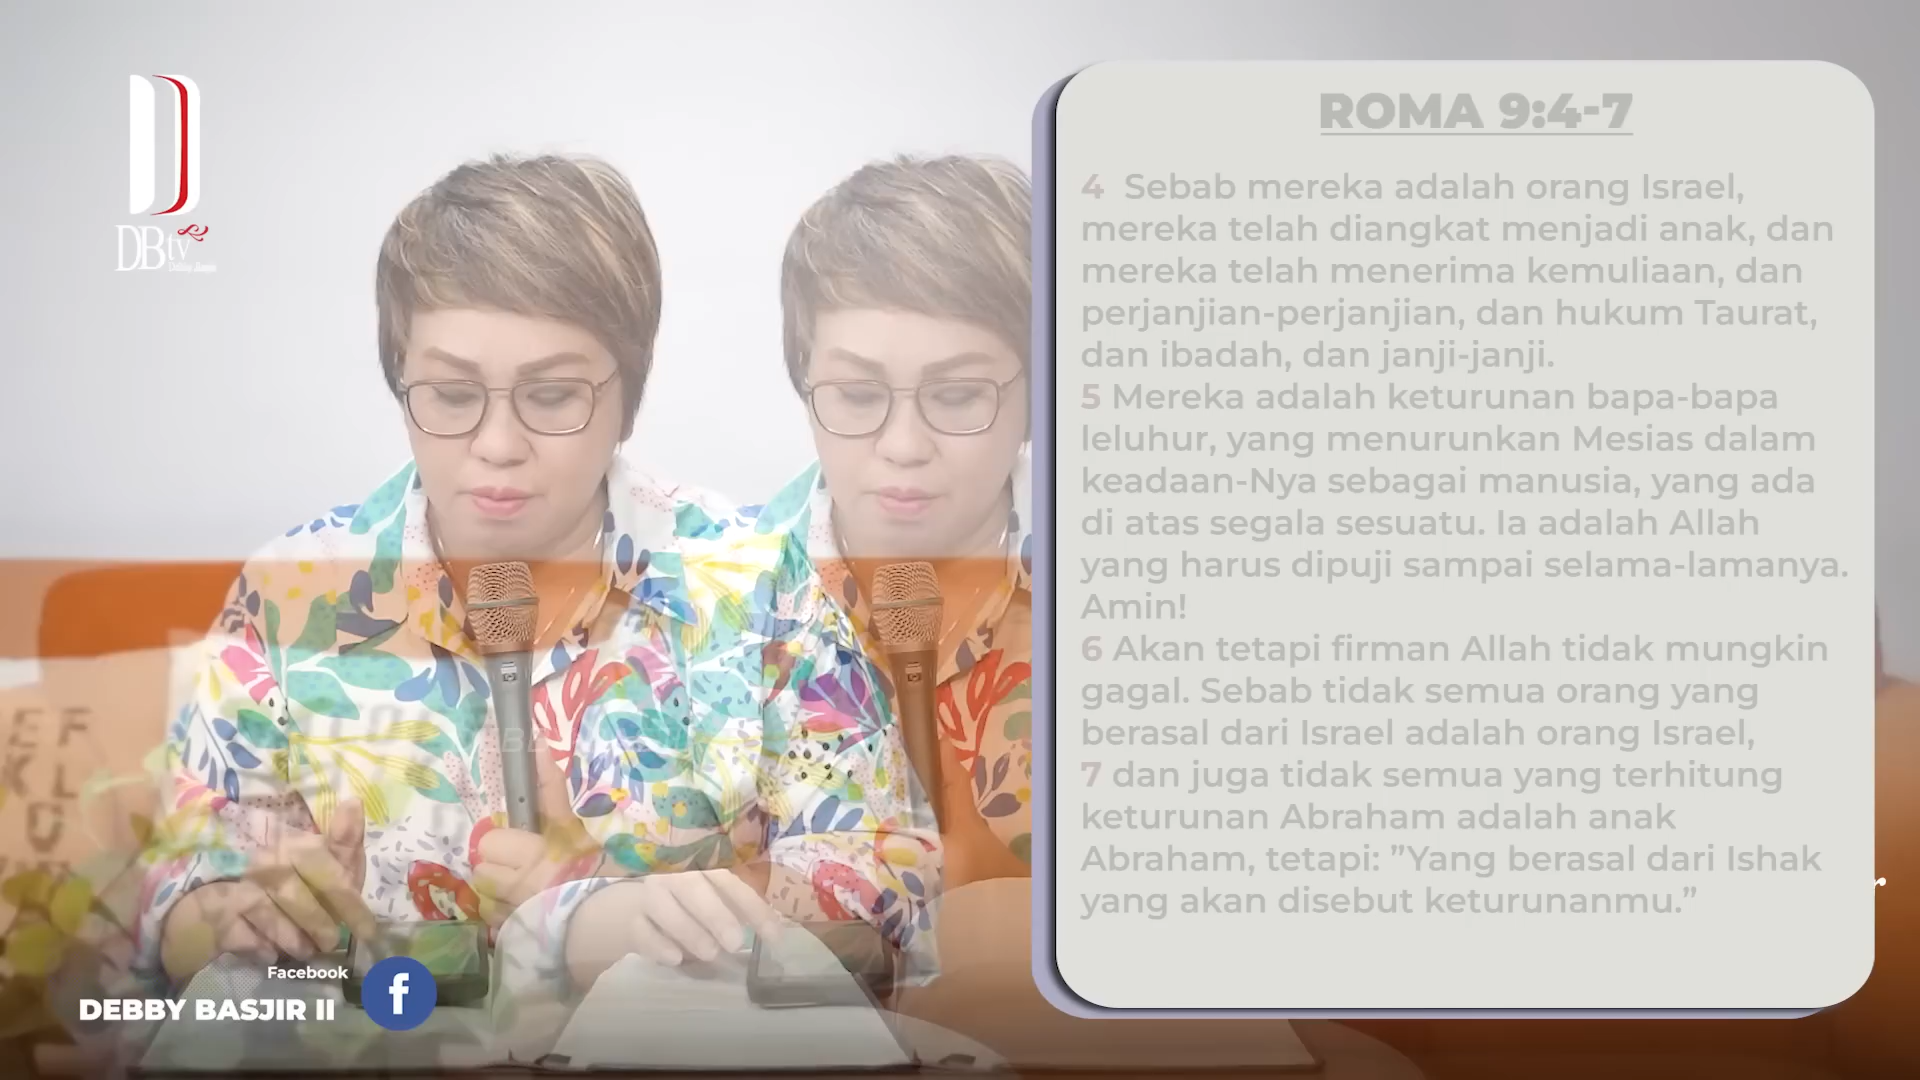 DBtv
ROMA 9:4-7
4 Sebab mereka adalah orang Israel,
mereka telah diangkat menjadi anak, dan
mereka telah menerima kemuliaan, dan
perjanjian-perjanjian, dan hukum Taurat,
dan ibadah, dan janji-janji.
5 Mereka adalah keturunan bapa-bapa
leluhur, yang menurunkan Mesias dalam
keadaan-Nya sebagai manusia, yang ada
di atas segala sesuatu. Ia adalah Allah
yang harus dipuji sampai selama-lamanya.
Amin!
6 Akan tetapi firman Allah tidak mungkin
gagal. Sebab tidak semua orang yang
berasal dari Israel adalah orang Israel,
7 dan juga tidak semua yang terhitung
keturunan Abraham adalah anak
Abraham, tetapi: ”Yang berasal dari Ishak
yang akan disebut keturunanmu.”
Facebook
DEBBY BASJIR II
f